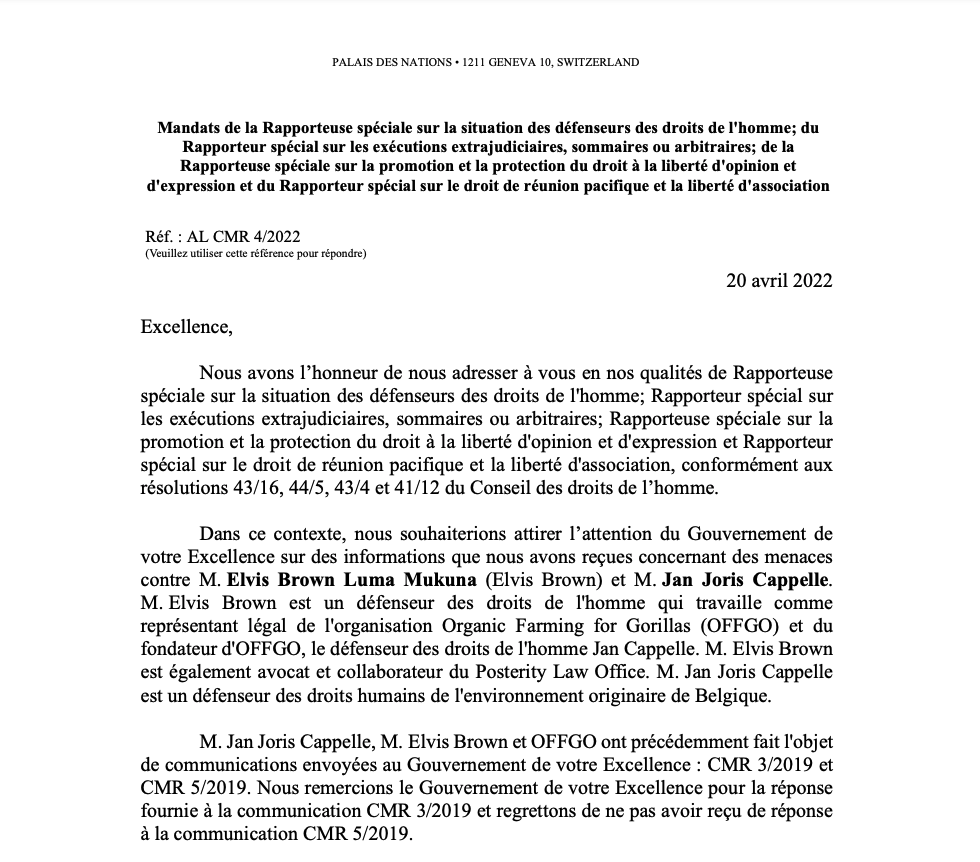 PALAIS DES NATIONS • 1211 GENEVA 10, SWITZERLAND
Mandats de la Rapporteuse spéciale sur la situation des défenseurs des droits de l'homme; du
Rapporteur spécial sur les exécutions extrajudiciaires, sommaires ou arbitraires; de la
Rapporteuse spéciale sur la promotion et la protection du droit à la liberté d'opinion et
d'expression et du Rapporteur spécial sur le droit de réunion pacifique et la liberté d'association
Réf. : AL CMR 4/2022
(Veuillez utiliser cette référence pour répondre)
20 avril 2022
Excellence,
Nous avons l’honneur de nous adresser à vous en nos qualités de Rapporteuse
spéciale sur la situation des défenseurs des droits de l'homme; Rapporteur spécial sur
les exécutions extrajudiciaires, sommaires ou arbitraires; Rapporteuse spéciale sur la
promotion et la protection du droit à la liberté d'opinion et d'expression et Rapporteur
spécial sur le droit de réunion pacifique et la liberté d'association, conformément aux
résolutions 43/16, 44/5, 43/4 et 41/12 du Conseil des droits de l’homme.
Dans ce contexte, nous souhaiterions attirer l’attention du Gouvernement de
votre Excellence sur des informations que nous avons reçues concernant des menaces
contre M. Elvis Brown Luma Mukuna (Elvis Brown) et M. Jan Joris Cappelle.
M. Elvis Brown est un défenseur des droits de l'homme qui travaille comme
représentant légal de l'organisation Organic Farming for Gorillas (OFFGO) et du
fondateur d'OFFGO, le défenseur des droits de l'homme Jan Cappelle. M. Elvis Brown
est également avocat et collaborateur du Posterity Law Office. M. Jan Joris Cappelle
est un défenseur des droits humains de l'environnement originaire de Belgique.
M. Jan Joris Cappelle, M. Elvis Brown et OFFGO ont précédemment fait l'objet
de communications envoyées au Gouvernement de votre Excellence : CMR 3/2019 et
CMR 5/2019. Nous remercions le Gouvernement de votre Excellence pour la réponse
fournie à la communication CMR 3/2019 et regrettons de ne pas avoir reçu de réponse
à la communication CMR 5/2019.